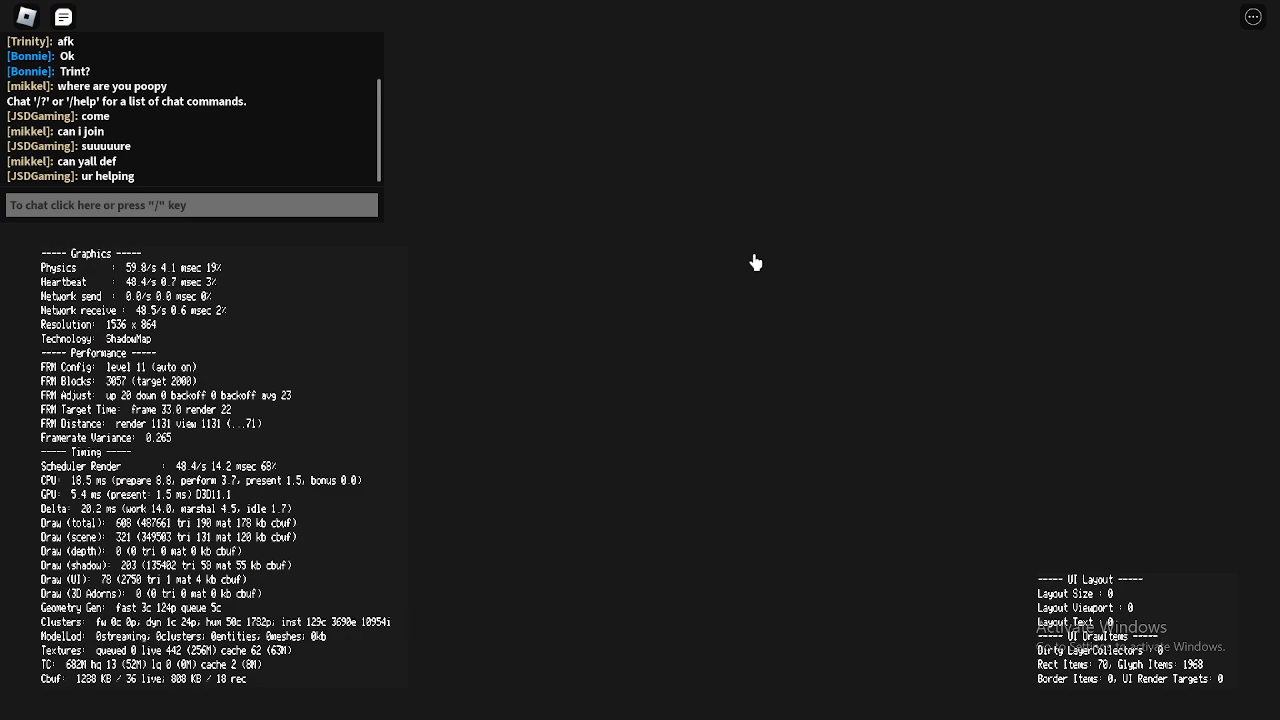 [Trinity]: afk
[Bonnie]: Ok
[Bonnie]: Trint?
[mikkel]: where are you poopy
Chat '/?' or '/help' for a list of chat commands.
[JSDGaming]: come
[mikkel]: can i join
[JSDGaming]: suuuuure
[mikkel]: can yall def
[JSDGaming]: ur helping
To chat click here or press "/" key
----- Graphics -----
Physics : 59.8/s 4.1 msec 19%
Heartbeat : 48.4/s 0.7 msec 3%
Network send : 0.0/s 0.0 msec 0%
Network receive : 48.5/s 0.6 msec 2%
Resolution: 1536 x 864
Technology: ShadowMap
----- Performance -----
FRM Config: level 11 (auto on)
FRM Blocks: 3057 (target 2000)
FRM Adjust: up 20 down 0 backoff 0 backoff avg 23
FRM Target Time: frame 33.0 render 22
FRM Distance: render 1131 view 1131 (...71)
Framerate Variance: 0.265
----- Timing -----
Scheduler Render : 48.4/s 14.2 msec 68%
CPU: 18.5 ms (prepare 8.8, perform 3.7, present 1.5, bonus 0.0)
GPU: 5.4 ms (present: 1.5 ms) D3D11.1
Delta: 20.2 ms (work 14.0, marshal 4.5, idle 1.7)
Draw (total): 608 (487661 tri 190 mat 178 kb cbuf)
Draw (scene): 321 (349503 tri 131 mat 120 kb cbuf)
Draw (depth): 0 (0 tri 0 mat 0 kb cbuf)
Draw (shadow): 203 (135402 tri 58 mat 55 kb cbuf)
Draw (UI): 78 (2750 tri 1 mat 4 kb cbuf)
Draw (3D Adorns): 0 (0 tri 0 mat 0 kb cbuf)
Geometry Gen: fast 3c 124p queue 5c
Clusters: fw 0c 0p, dyn 1c 24p, hum 50c 1782p, inst 129c 3690e 10954i
ModelLod: 0streaming, 0clusters, 0entities, 0meshes, 0kb
Textures: queued 0 live 442 (256M) cache 62 (63M)
TC: 682M hq 13 (52M) lq 0 (0M) cache 2 (8M)
Cbuf: 1288 KB / 36 live; 808 KB / 18 rec
----- UI Layout -----
Layout Size : 0
Layout Viewport : 0
Layout Text : 0
Activate Windows
----- UI DrawItems -----
Dirty LayerCollectors : 0
Go to Settings to activate Windows.
Rect Items: 78, Glyph Items: 1968
Border Items: 0, UI Render Targets: 0